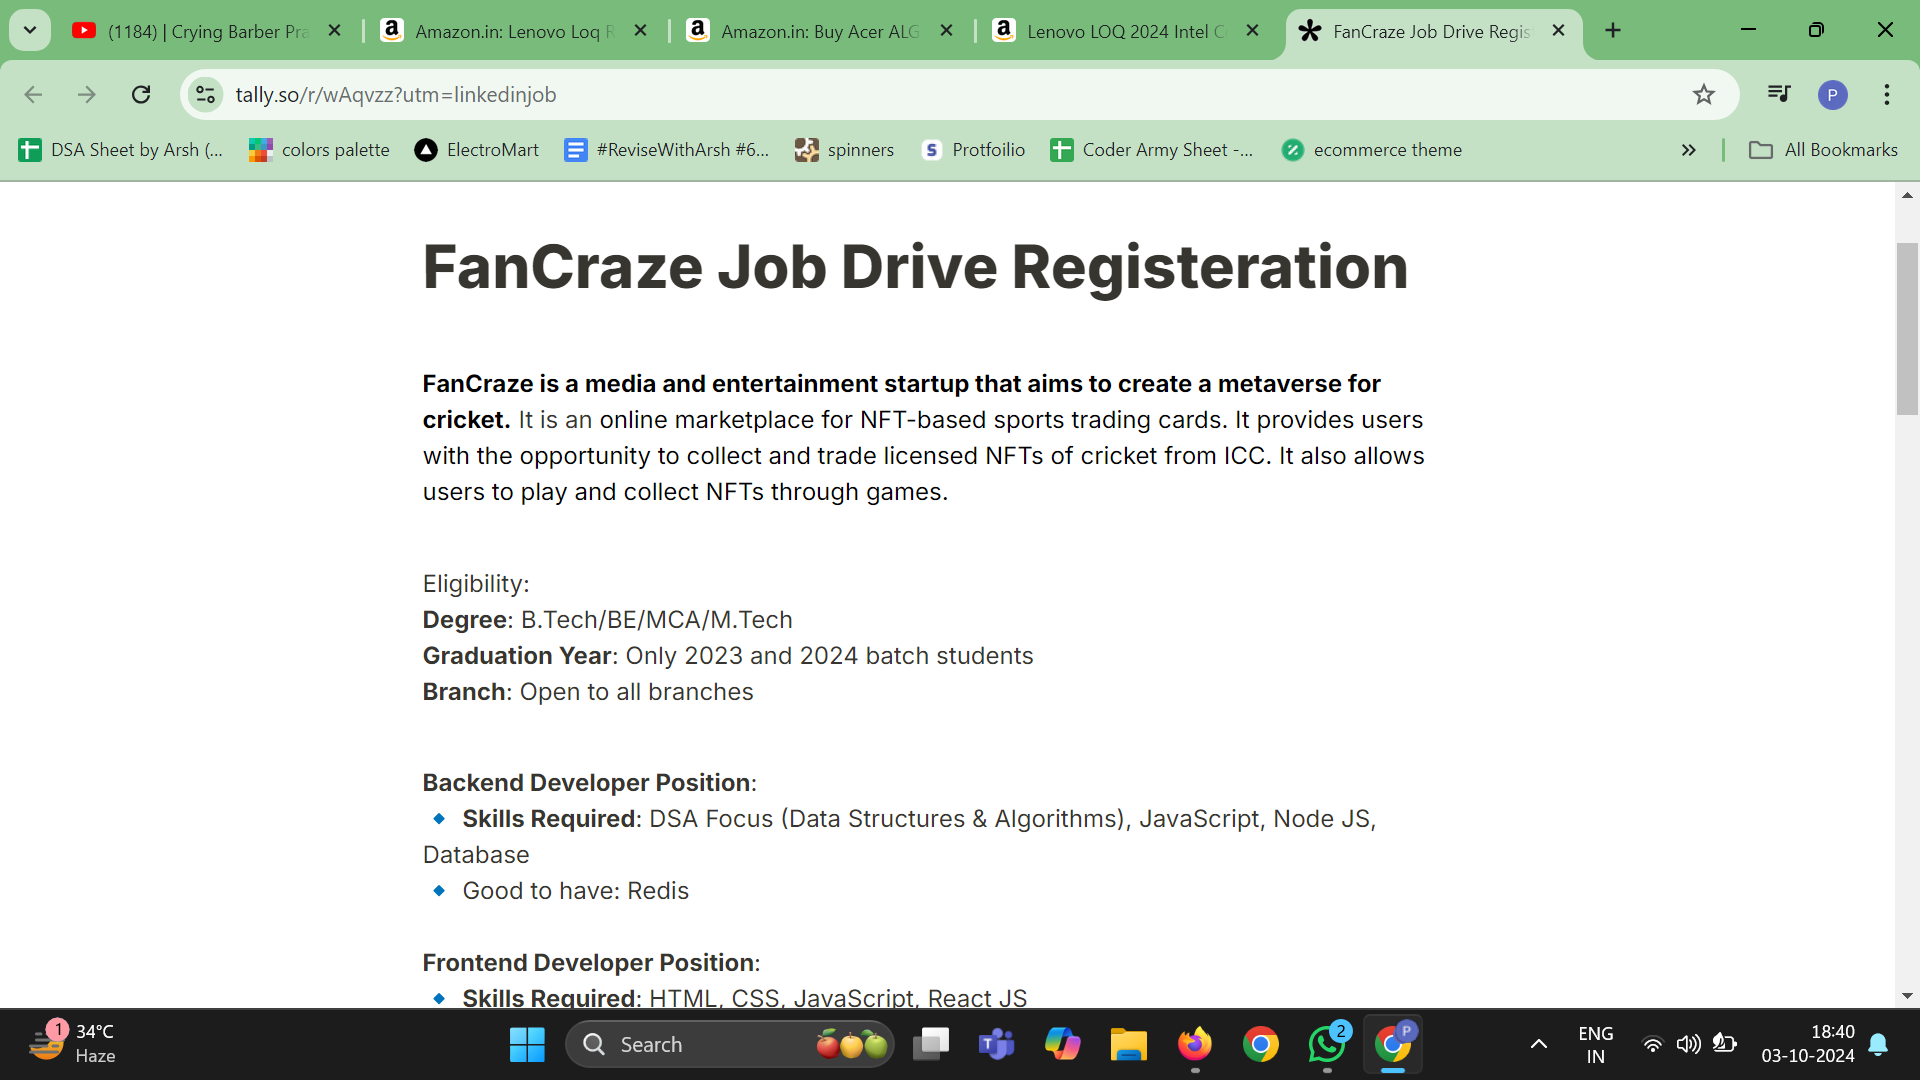 (1184) | Crying Barber Pra
Amazon.in: Lenovo Loq R
Amazon.in: Buy Acer ALG
Lenovo LOQ 2024 Intel C
FanCraze Job Drive Regis
tally.so/r/wAqvzz?utm=linkedinjob
P
DSA Sheet by Arsh (...
colors palette
ElectroMart
#ReviseWithArsh #6...
spinners
S
Protfoilio
Coder Army Sheet -...
ecommerce theme
All Bookmarks
FanCraze Job Drive Registeration
FanCraze is a media and entertainment startup that aims to create a metaverse for
cricket. It is an online marketplace for NFT-based sports trading cards. It provides users
with the opportunity to collect and trade licensed NFTs of cricket from ICC. It also allows
users to play and collect NFTs through games.
Eligibility:
Degree: B.Tech/BE/MCA/M.Tech
Graduation Year: Only 2023 and 2024 batch students
Branch: Open to all branches
Backend Developer Position:
🔹 Skills Required: DSA Focus (Data Structures & Algorithms), JavaScript, Node JS,
Database
🔹 Good to have: Redis
Frontend Developer Position:
🔹 Skills Required: HTML, CSS, JavaScript, React JS
1
34°C
Haze
Search
T
2
P
ENG
IN
18:40
03-10-2024